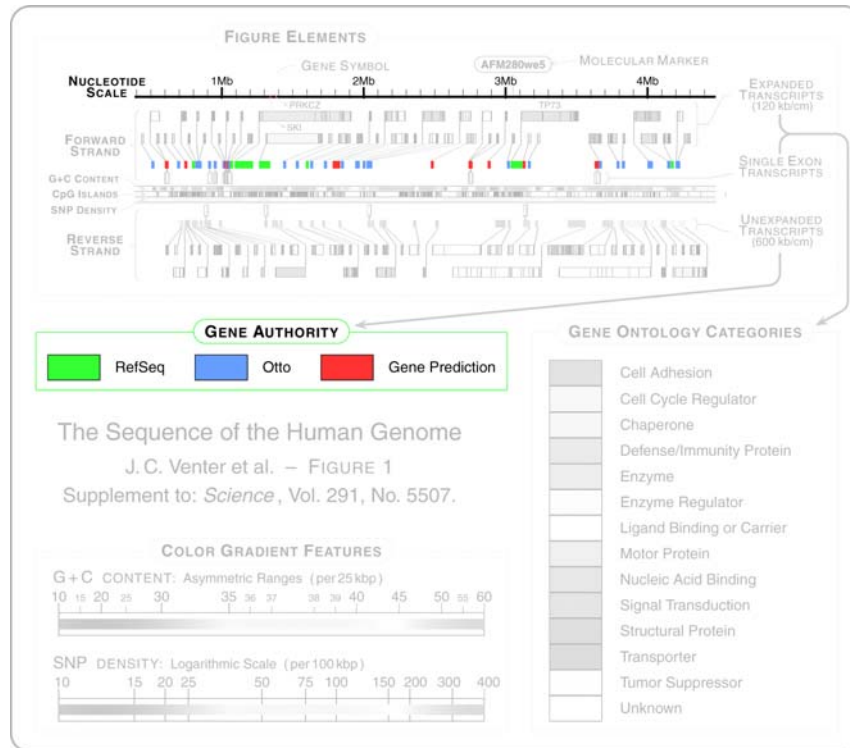 FIGURE ELEMENTS
GENE SYMBOL
AFM280we5
MOLECULAR MARKER
NUCLEOTIDE SCALE
1Mb 2Mb 3Mb 4Mb
PRKCZ
TP73
EXPANDED TRANSCRIPTS (120 kb/cm)
SKI
FORWARD STRAND
SINGLE EXON TRANSCRIPTS
G+C CONTENT
CPG ISLANDS
SNP DENSITY
REVERSE STRAND
UNEXPANDED TRANSCRIPTS (600 kb/cm)
GENE AUTHORITY
RefSeq Otto Gene Prediction
The Sequence of the Human Genome
J. C. Venter et al. – FIGURE 1
Supplement to: Science, Vol. 291, No. 5507.
COLOR GRADIENT FEATURES
G+C CONTENT: Asymmetric Ranges (per 25 kbp)
10 15 20 25 30 35 36 37 38 39 40 45 50 55 60
SNP DENSITY: Logarithmic Scale (per 100 kbp)
10 15 20 25 50 75 100 150 200 300 400
GENE ONTOLOGY CATEGORIES
Cell Adhesion
Cell Cycle Regulator
Chaperone
Defense/Immunity Protein
Enzyme
Enzyme Regulator
Ligand Binding or Carrier
Motor Protein
Nucleic Acid Binding
Signal Transduction
Structural Protein
Transporter
Tumor Suppressor
Unknown